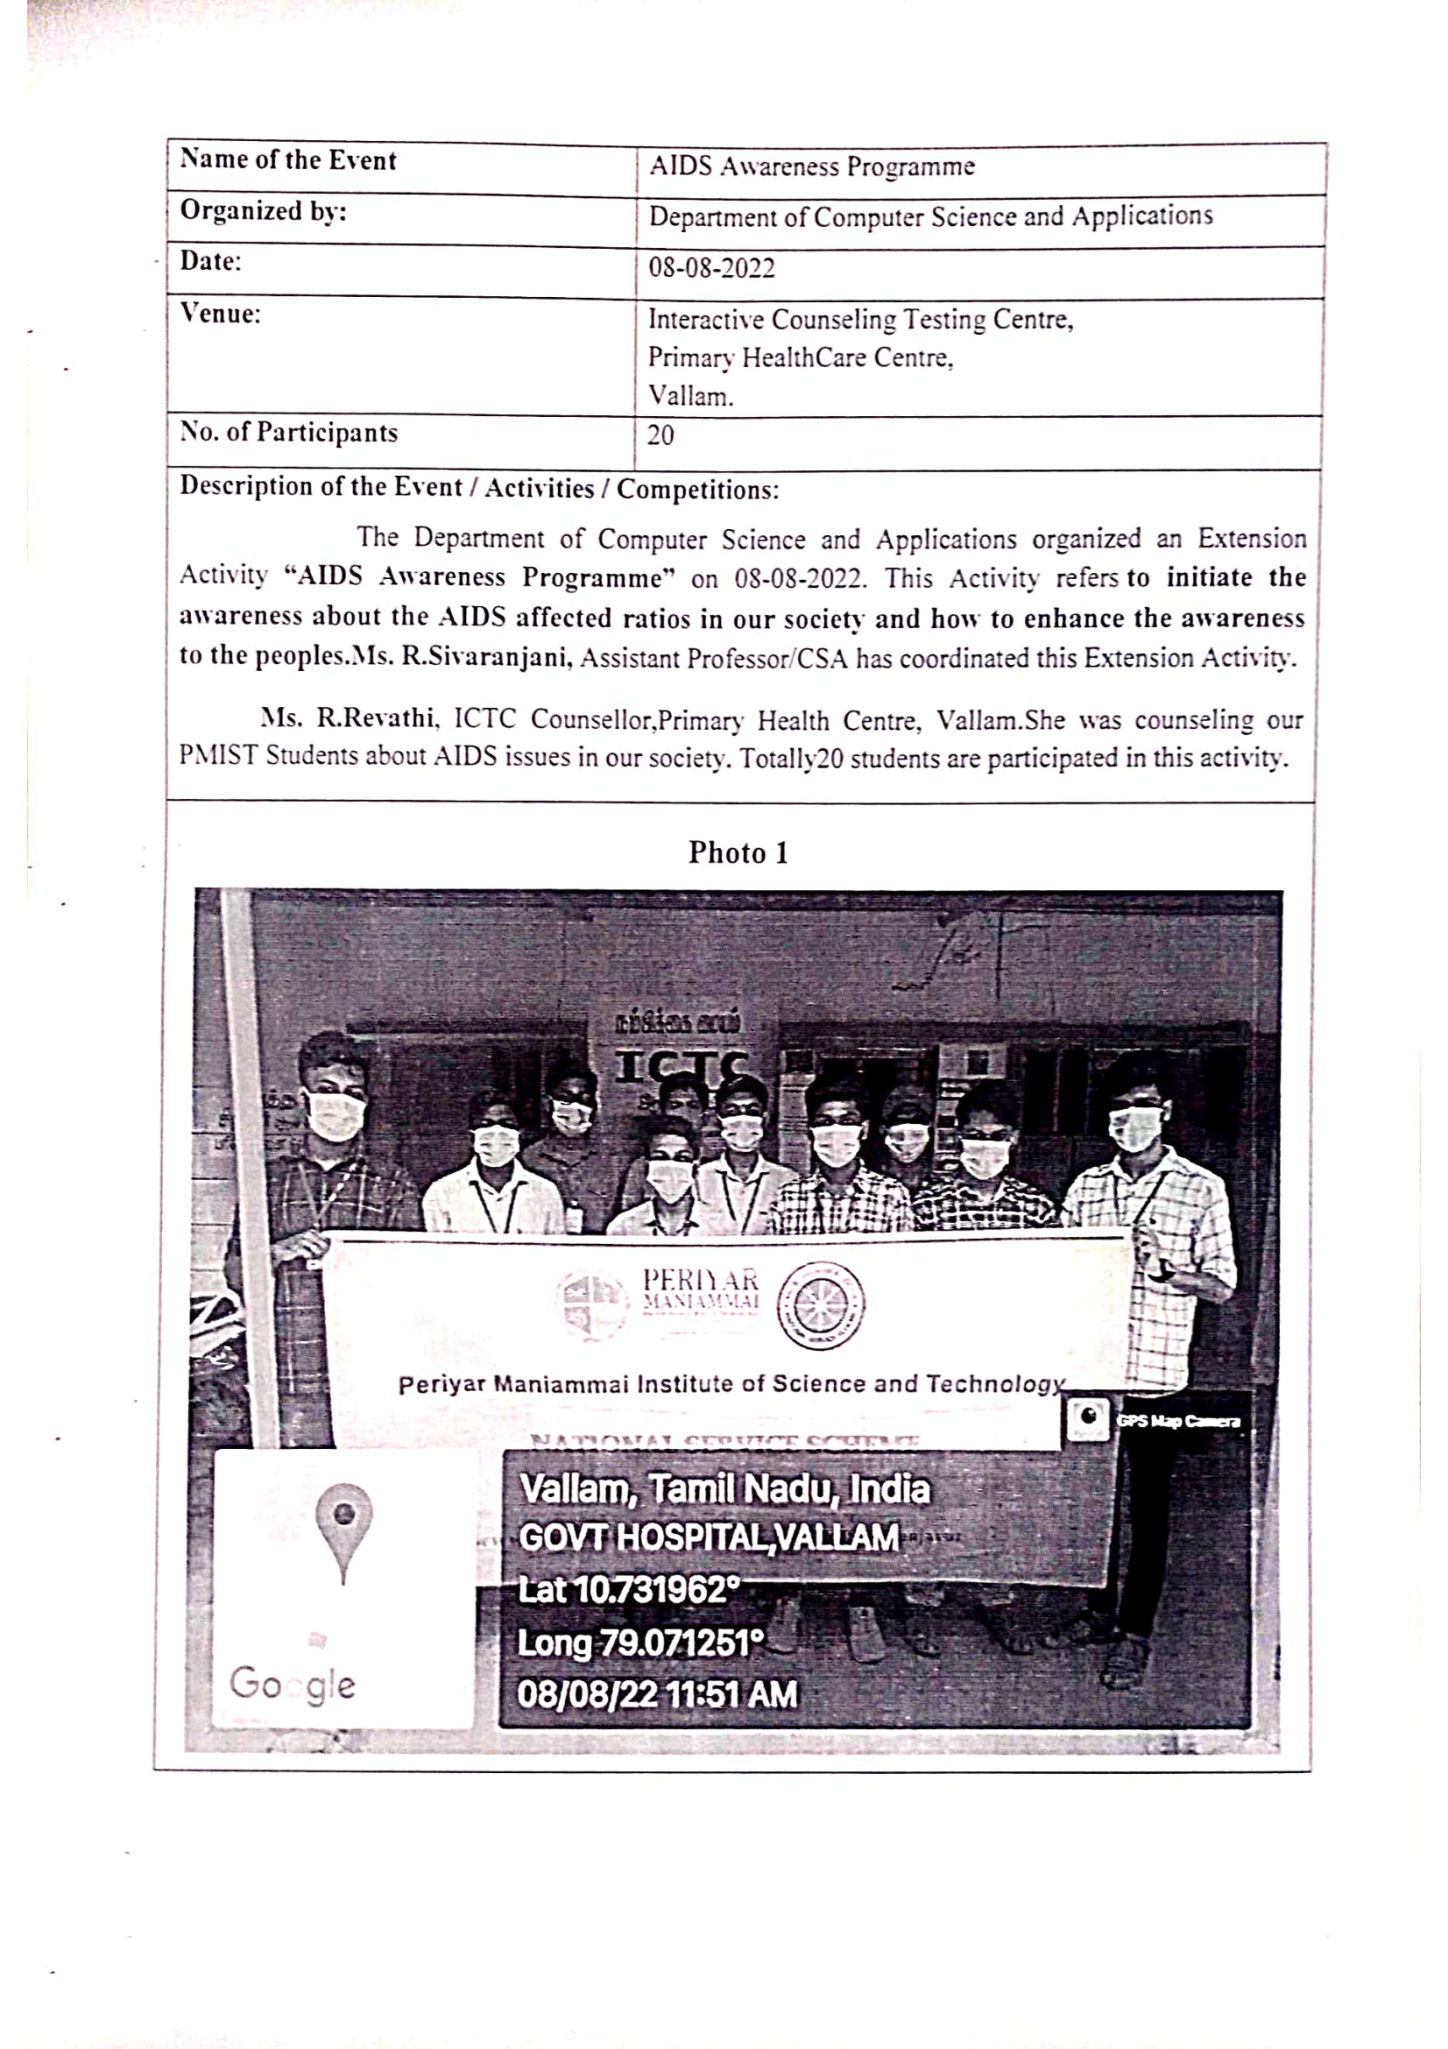 Name of the Event
AIDS Awareness Programme
Organized by:
Department of Computer Science and Applications
Date:
08-08-2022
Venue:
Interactive Counseling Testing Centre,
Primary HealthCare Centre,
Vallam.
No. of Participants
20
Description of the Event / Activities / Competitions:
The Department of Computer Science and Applications organized an Extension
Activity “AIDS Awareness Programme” on 08-08-2022. This Activity refers to initiate the
awareness about the AIDS affected ratios in our society and how to enhance the awareness
to the peoples.Ms. R.Sivaranjani, Assistant Professor/CSA has coordinated this Extension Activity.
Ms. R.Revathi, ICTC Counsellor,Primary Health Centre, Vallam.She was counseling our
PMIST Students about AIDS issues in our society. Totally20 students are participated in this activity.
Photo 1
ICTC
PERIYAR
MANIAMMAI
Periyar Maniammai Institute of Science and Technology
GPS Map Camera
NATIONAL SERVICE SCHEME
Vallam, Tamil Nadu, India
GOVT HOSPITAL,VALLAM
Lat 10.731962°
Long 79.071251°
08/08/22 11:51 AM
Google